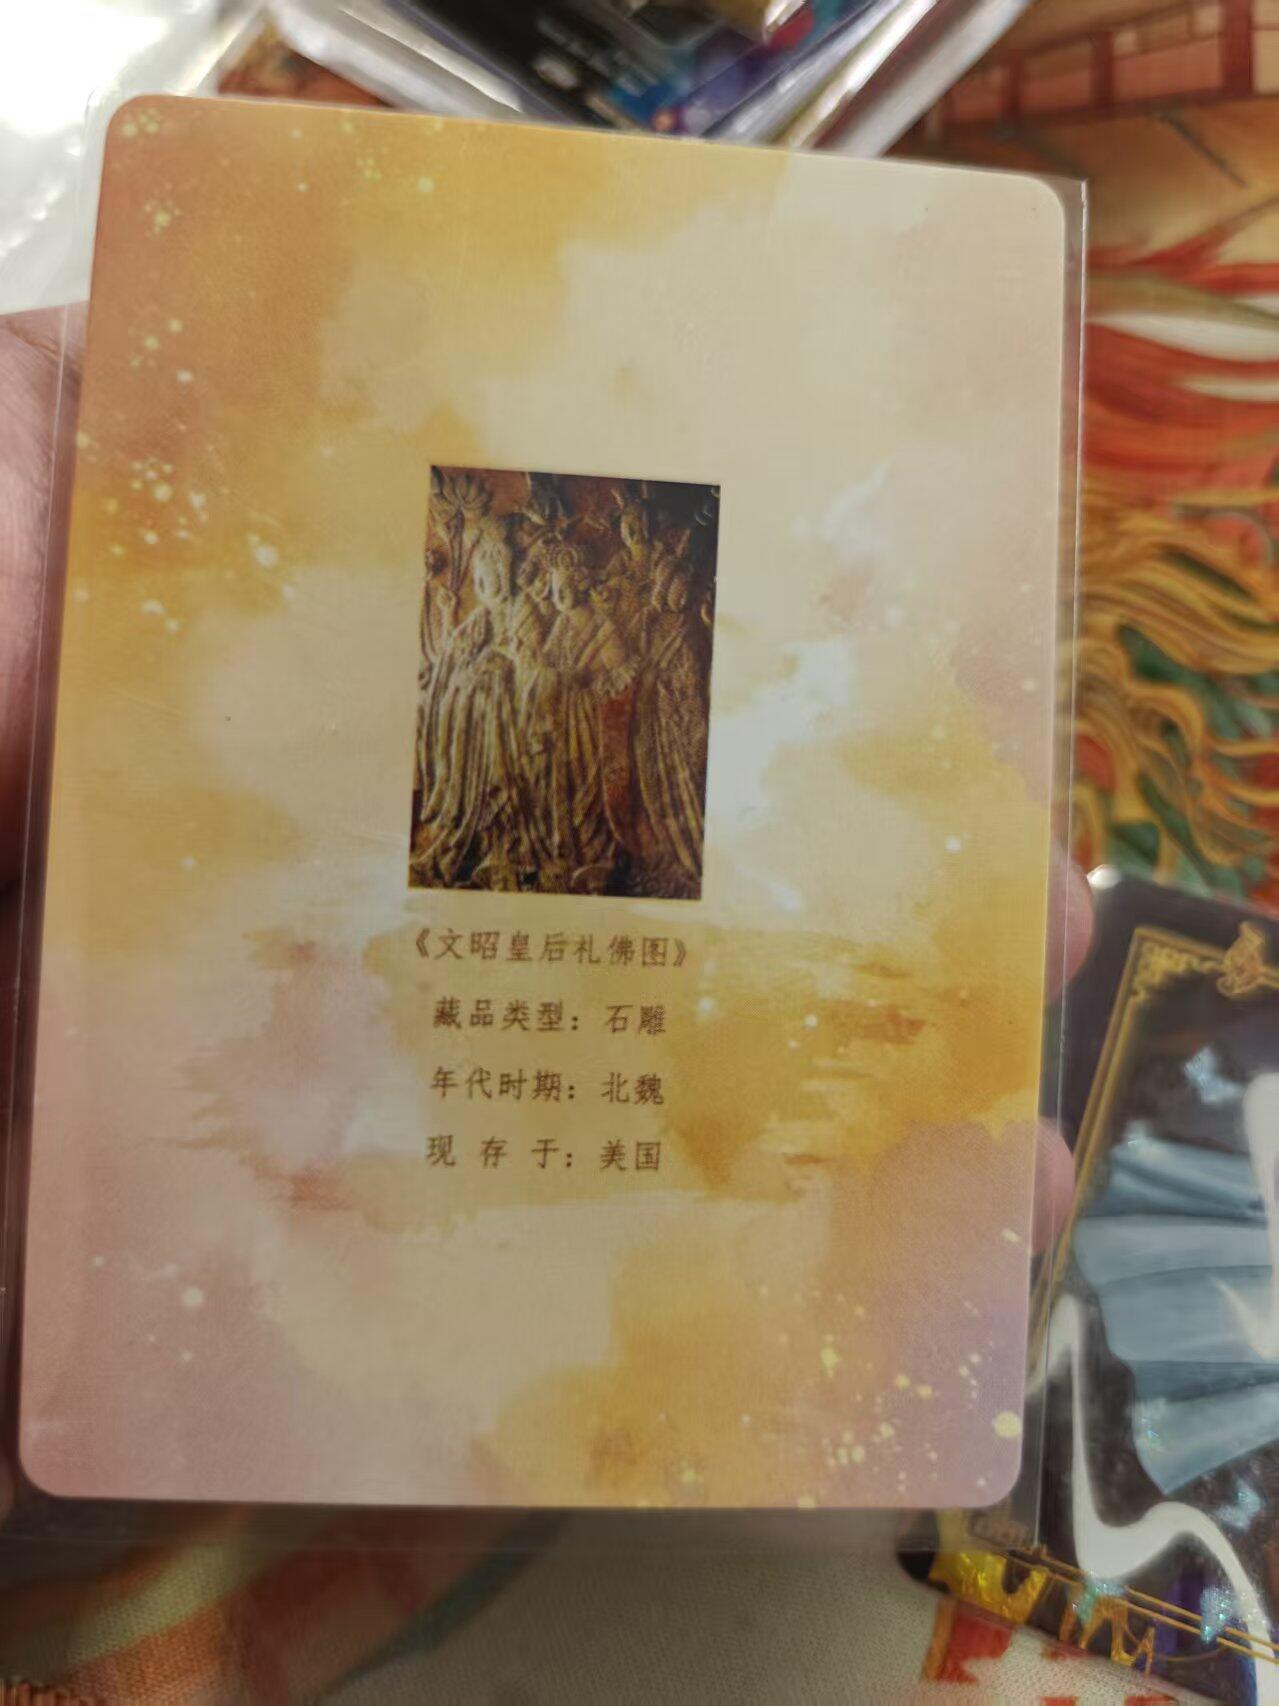 《文昭皇后礼佛图》
藏品类型：石雕
年代时期：北魏
现存于：美国